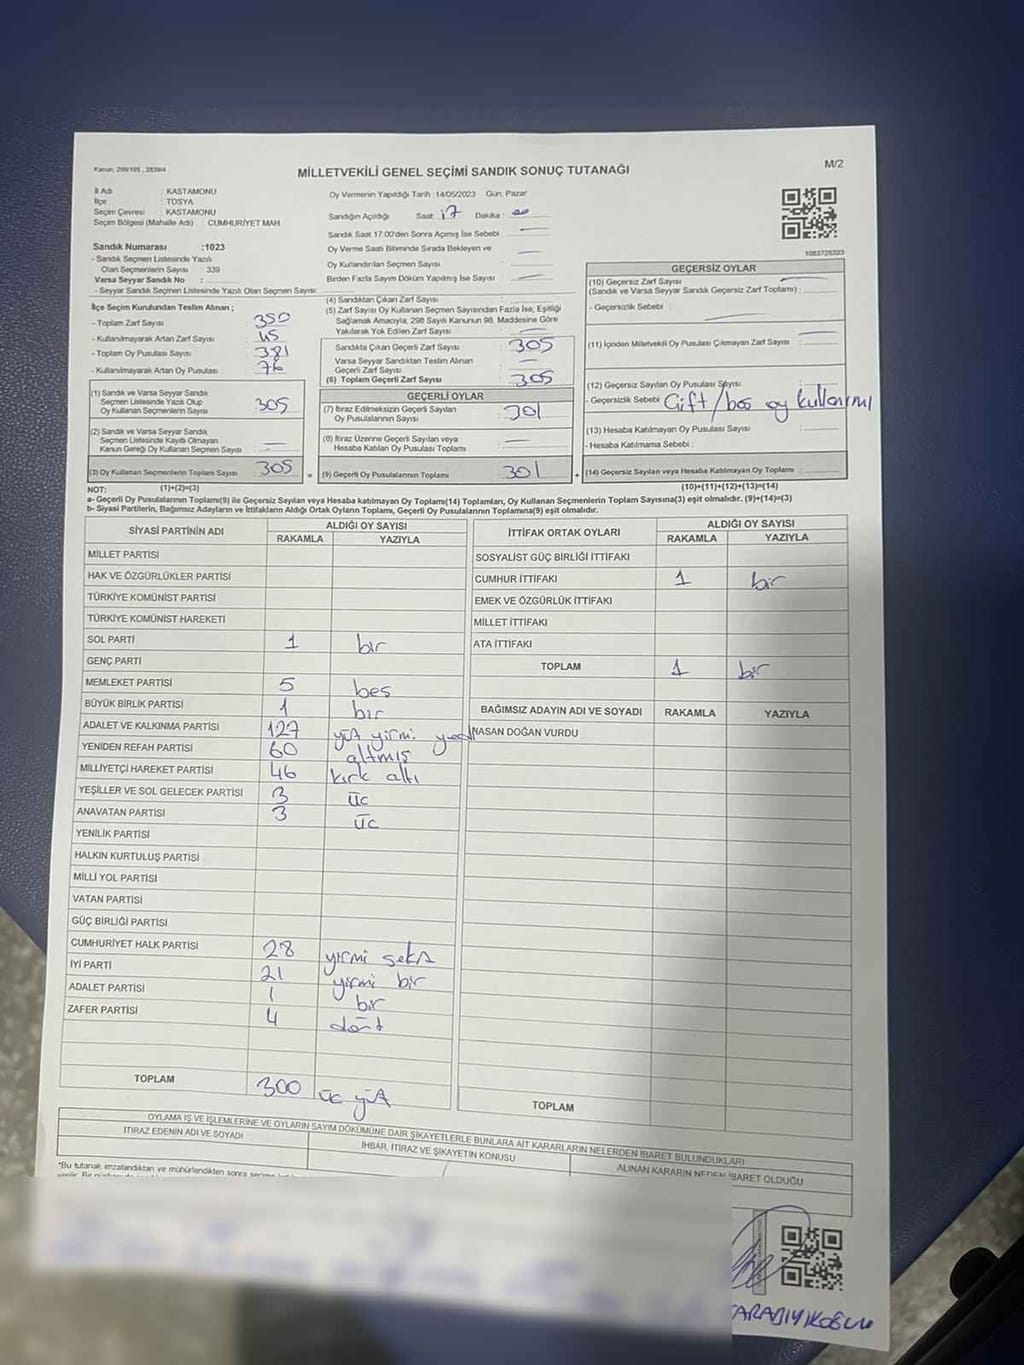 Kanun; 298/105 , 2839/4
MİLLETVEKİLİ GENEL SEÇİMİ SANDIK SONUÇ TUTANAĞI
M/2
İl Adı : KASTAMONU
İlçe : TOSYA
Seçim Çevresi : KASTAMONU
Seçim Bölgesi (Mahalle Adı) : CUMHURİYET MAH
Sandık Numarası :1023
- Sandık Seçmen Listesinde Yazılı
Olan Seçmenlerin Sayısı : 339
Varsa Seyyar Sandık No :
- Seyyar Sandık Seçmen Listesinde Yazılı Olan Seçmen Sayısı:
Oy Vermenin Yapıldığı Tarih :14/05/2023 Gün: Pazar
Sandığın Açıldığı Saat : 17 Dakika : 00
Sandık Saat 17:00'den Sonra Açılmış İse Sebebi : —
Oy Verme Saati Bitiminde Sırada Bekleyen ve
Oy Kullandırılan Seçmen Sayısı : —
Birden Fazla Sayım Döküm Yapılmış İse Sayısı : —
1083725323
İlçe Seçim Kurulundan Teslim Alınan ;
- Toplam Zarf Sayısı : 350
- Kullanılmayarak Artan Zarf Sayısı : 45
- Toplam Oy Pusulası Sayısı : 381
- Kullanılmayarak Artan Oy Pusulası : 76
(4) Sandıktan Çıkan Zarf Sayısı :
(5) Zarf Sayısı Oy Kullanan Seçmen Sayısından Fazla İse, Eşitliği
Sağlamak Amacıyla, 298 Sayılı Kanunun 98. Maddesine Göre
Yakılarak Yok Edilen Zarf Sayısı : —
Sandıkta Çıkan Geçerli Zarf Sayısı : 305
Varsa Seyyar Sandıktan Teslim Alınan
Geçerli Zarf Sayısı : —
(6) Toplam Geçerli Zarf Sayısı : 305
GEÇERSİZ OYLAR
(10) Geçersiz Zarf Sayısı
(Sandık ve Varsa Seyyar Sandık Geçersiz Zarf Toplamı) : —
- Geçersizlik Sebebi : —
(11) İçinden Milletvekili Oy Pusulası Çıkmayan Zarf Sayısı : —
(12) Geçersiz Sayılan Oy Pusulası Sayısı :
- Geçersizlik Sebebi : Çift/boş oy kullanımı
(13) Hesaba Katılmayan Oy Pusulası Sayısı :
- Hesaba Katılmama Sebebi :
(14) Geçersiz Sayılan veya Hesaba Katılmayan Oy Toplamı :
(10)+(11)+(12)+(13)=(14)
(1) Sandık ve Varsa Seyyar Sandık
Seçmen Listesinde Yazılı Olup
Oy Kullanan Seçmenlerin Sayısı : 305
(2) Sandık ve Varsa Seyyar Sandık
Seçmen Listesinde Kayıtlı Olmayan
Kanun Gereği Oy Kullanan Seçmen Sayısı : —
(3) Oy Kullanan Seçmenlerin Toplam Sayısı : 305
(1)+(2)=(3)
GEÇERLİ OYLAR
(7) İtiraz Edilmeksizin Geçerli Sayılan
Oy Pusulalarının Sayısı : 301
(8) İtiraz Üzerine Geçerli Sayılan veya
Hesaba Katılan Oy Pusulası Toplamı : —
= (9) Geçerli Oy Pusulalarının Toplamı : 301 +
NOT:
a- Geçerli Oy Pusulalarının Toplamı(9) ile Geçersiz Sayılan veya Hesaba katılmayan Oy Toplamı(14) Toplamları, Oy Kullanan Seçmenlerin Toplam Sayısına(3) eşit olmalıdır. (9)+(14)=(3)
b- Siyasi Partilerin, Bağımsız Adayların ve İttifakların Aldığı Ortak Oyların Toplamı, Geçerli Oy Pusulalarının Toplamına(9) eşit olmalıdır.
SİYASİ PARTİNİN ADI ALDIĞI OY SAYISI
RAKAMLA YAZIYLA
MİLLET PARTİSİ
HAK VE ÖZGÜRLÜKLER PARTİSİ
TÜRKİYE KOMÜNİST PARTİSİ
TÜRKİYE KOMÜNİST HAREKETİ
SOL PARTİ 1 bir
GENÇ PARTİ
MEMLEKET PARTİSİ 5 beş
BÜYÜK BİRLİK PARTİSİ 1 bir
ADALET VE KALKINMA PARTİSİ 127 yüz yirmi yedi
YENİDEN REFAH PARTİSİ 60 altmış
MİLLİYETÇİ HAREKET PARTİSİ 46 kırk altı
YEŞİLLER VE SOL GELECEK PARTİSİ 3 üç
ANAVATAN PARTİSİ 3 üç
YENİLİK PARTİSİ
HALKIN KURTULUŞ PARTİSİ
MİLLİ YOL PARTİSİ
VATAN PARTİSİ
GÜÇ BİRLİĞİ PARTİSİ
CUMHURİYET HALK PARTİSİ 28 yirmi sekiz
İYİ PARTİ 21 yirmi bir
ADALET PARTİSİ 1 bir
ZAFER PARTİSİ 4 dört
TOPLAM 300 üç yüz
İTTİFAK ORTAK OYLARI ALDIĞI OY SAYISI
RAKAMLA YAZIYLA
SOSYALİST GÜÇ BİRLİĞİ İTTİFAKI
CUMHUR İTTİFAKI 1 bir
EMEK VE ÖZGÜRLÜK İTTİFAKI
MİLLET İTTİFAKI
ATA İTTİFAKI
TOPLAM 1 bir
BAĞIMSIZ ADAYIN ADI VE SOYADI RAKAMLA YAZIYLA
HASAN DOĞAN VURDU
TOPLAM
OYLAMA İŞ VE İŞLEMLERİNE VE OYLARIN SAYIM DÖKÜMÜNE DAİR ŞİKAYETLERLE BUNLARA AİT KARARLARIN NELERDEN İBARET BULUNDUKLARI
İTİRAZ EDENİN ADI VE SOYADI
İHBAR, İTİRAZ VE ŞİKAYETİN KONUSU
ALINAN KARARIN NEDEN İBARET OLDUĞU
"Bu tutanak imzalandıktan ve mühürlendikten sonra